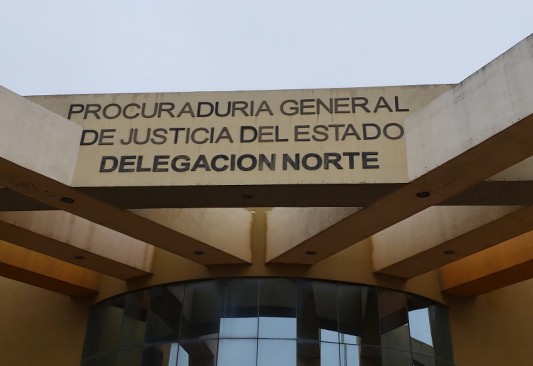 PROCURADURIA GENERAL
DE JUSTICIA DEL ESTADO
DELEGACION NORTE